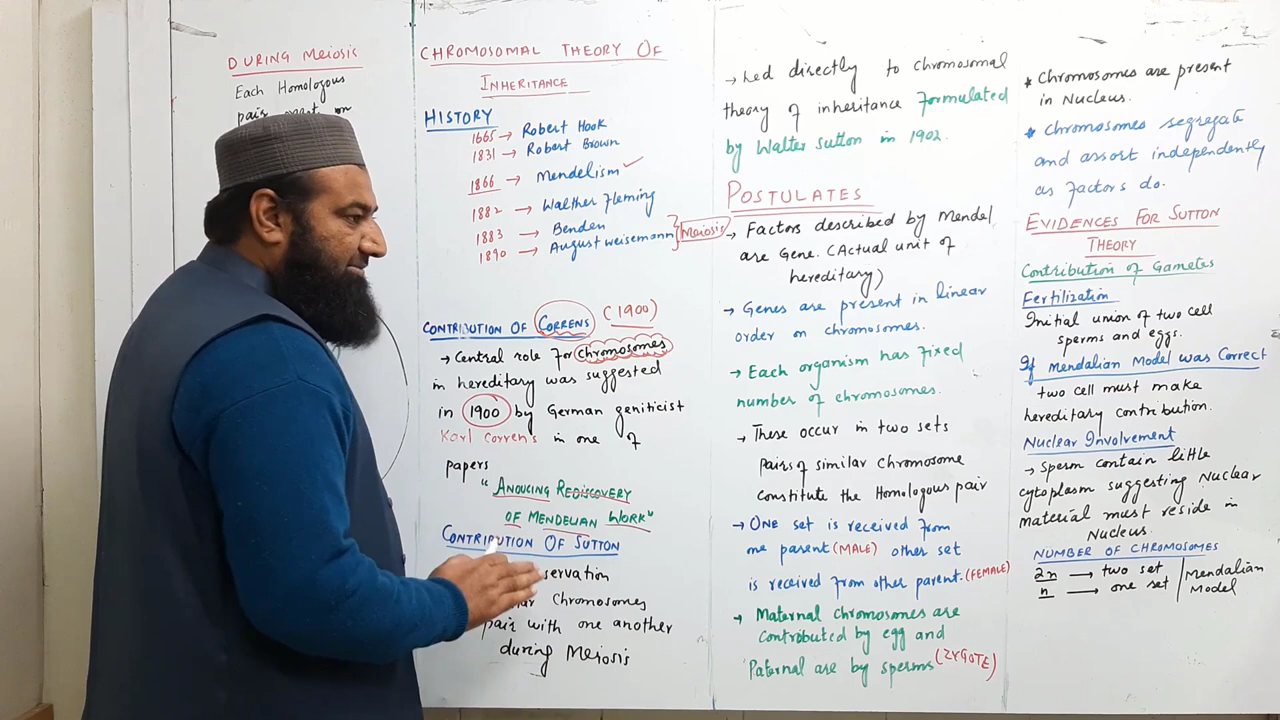 DURING Meiosis
Each Homologous
pair
CHROMOSOMAL THEORY OF
INHERITANCE
HISTORY
1665 → Robert Hook
1831 → Robert Brown
1866 → Mendelism ✓
1882 → Walther Fleming
1883 → Benden
1890 → August weisemann } Meiosis
CONTRIBUTION OF CORRENS (1900)
→ Central role for chromosomes
in hereditary was suggested
in 1900 by German geniticist
Karl Corren's in one of
papers
"ANOUCING REDISCOVERY
OF MENDELIAN WORK"
CONTRIBUTION OF SUTTON
servation
Chromosomes
pair with one another
during Meiosis
→ Led directly to chromosomal
theory of inheritance formulated
by Walter Sutton in 1902.
POSTULATES
→ Factors described by Mendel
are Gene. (Actual unit of
hereditary)
→ Genes are present in linear
order on chromosomes.
→ Each organism has fixed
number of chromosomes.
→ These occur in two sets
Pairs of similar chromosome
constitute the Homologous pair
→ ONE set is received from
one parent (MALE) other set
is received from other parent. (FEMALE)
→ Maternal chromosomes are
contributed by egg and
Paternal are by sperms (ZYGOTE)
* Chromosomes are present
in Nucleus.
* Chromosomes segregate
and assort independently
as factors do.
EVIDENCES FOR SUTTON
THEORY
Contribution of Gametes
Fertilization
Initial union of two cell
sperms and eggs.
If Mendalian Model was Correct
two cell must make
hereditary contribution.
Nuclear Involvement
→ Sperm contain little
cytoplasm suggesting Nuclear
material must reside in
Nucleus.
NUMBER OF CHROMOSOMES
2n → two set / Mendalian
n → one set / Model